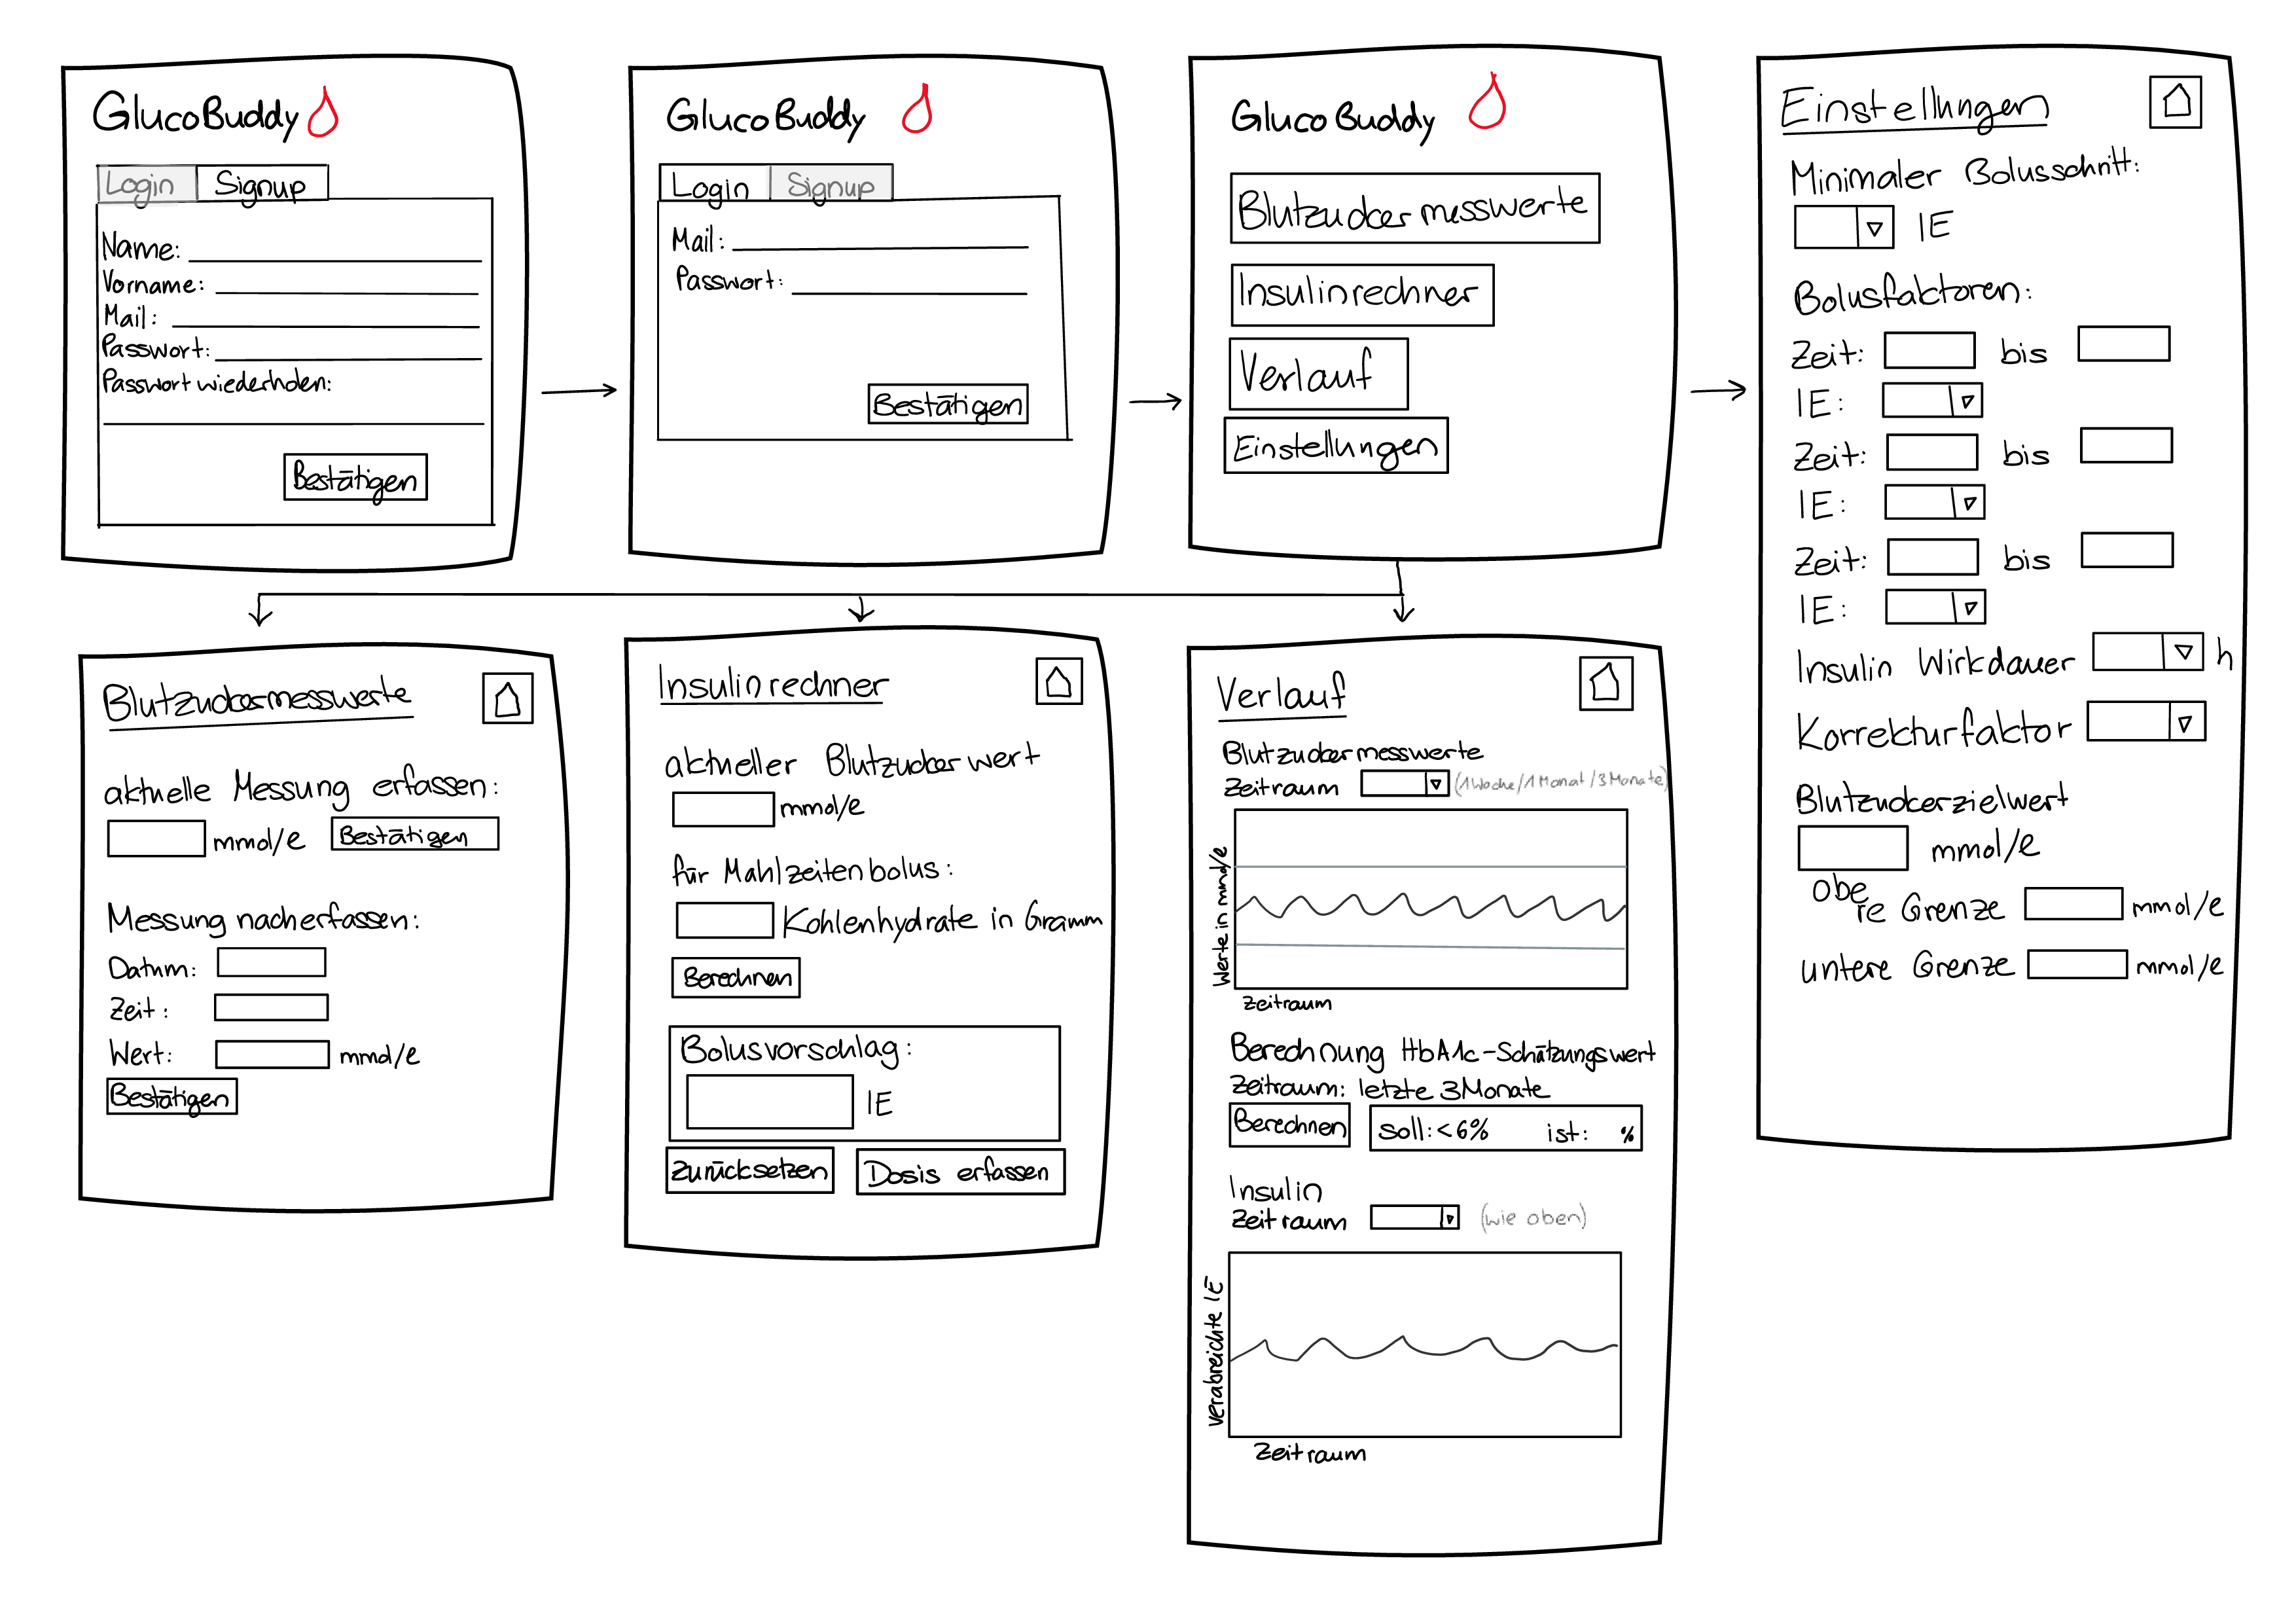 GlucoBuddy
Login Signup
Name:
Vorname:
Mail:
Passwort:
Passwort wiederholen:
Bestätigen
GlucoBuddy
Login Signup
Mail:
Passwort:
Bestätigen
GlucoBuddy
Blutzuckermesswerte
Insulinrechner
Verlauf
Einstellungen
Einstellungen
Minimaler Bolusschritt:
IE
Bolusfaktoren:
Zeit: bis
IE:
Zeit: bis
IE:
Zeit: bis
IE:
Insulin Wirkdauer h
Korrekturfaktor
Blutzuckerzielwert
mmol/e
obere Grenze mmol/e
untere Grenze mmol/e
Blutzuckermesswerte
aktuelle Messung erfassen:
mmol/e Bestätigen
Messung nacherfassen:
Datum:
Zeit:
Wert: mmol/e
Bestätigen
Insulinrechner
aktueller Blutzuckerwert
mmol/e
für Mahlzeitenbolus:
Kohlenhydrate in Gramm
Berechnen
Bolusvorschlag:
IE
Zurücksetzen Dosis erfassen
Verlauf
Blutzuckermesswerte
Zeitraum (1 Woche/1 Monat/3 Monate)
Werte in mmol/e
Zeitraum
Berechnung HbA1c-Schätzungswert
Zeitraum: letzte 3 Monate
Berechnen soll: <6% ist: %
Insulin
Zeitraum (wie oben)
verabreichte IE
Zeitraum